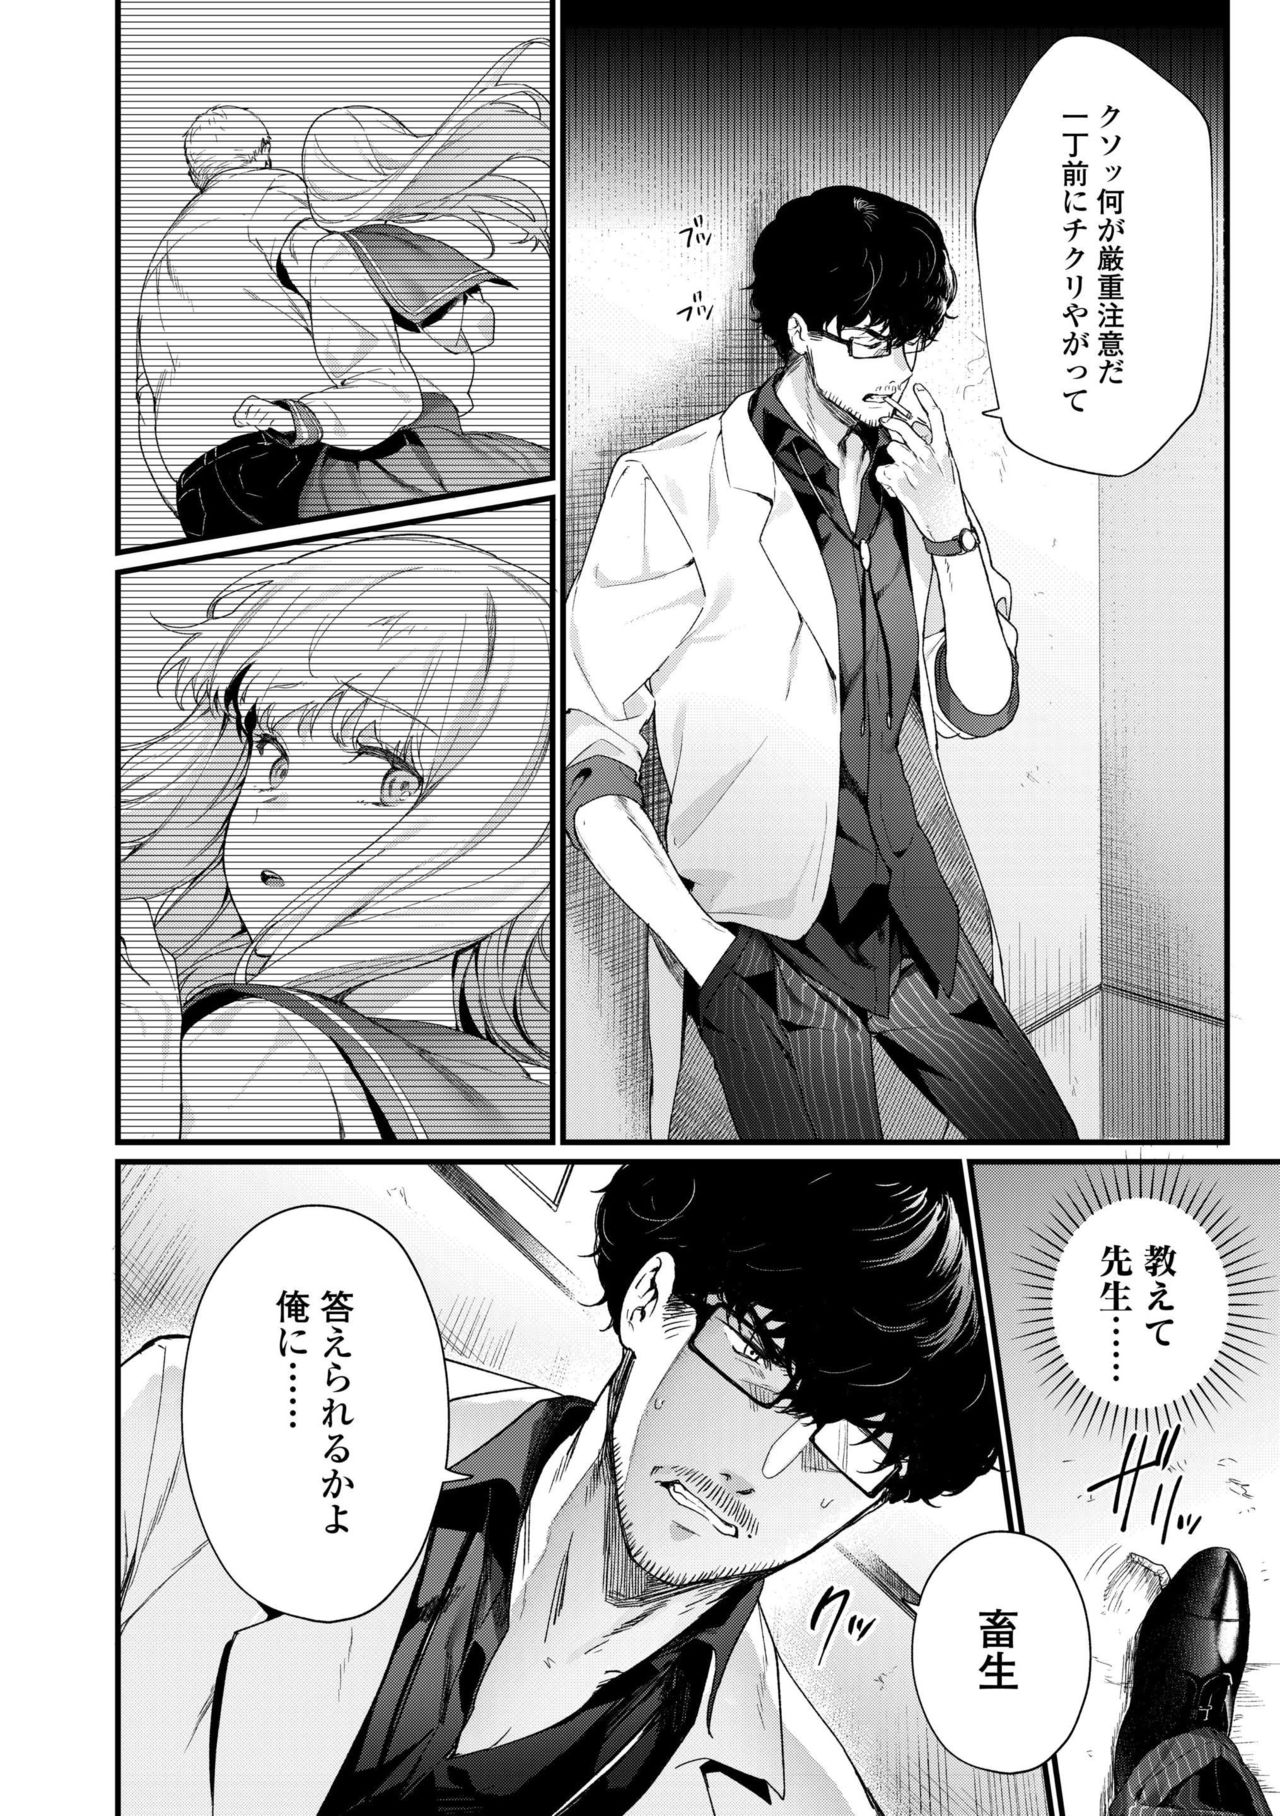 クソッ何が厳重注意だ
一丁前にチクリやがって
ブツ
ブツ
教えて
先生……
ザリッ
畜生
グッ
答えられるかよ
俺に……